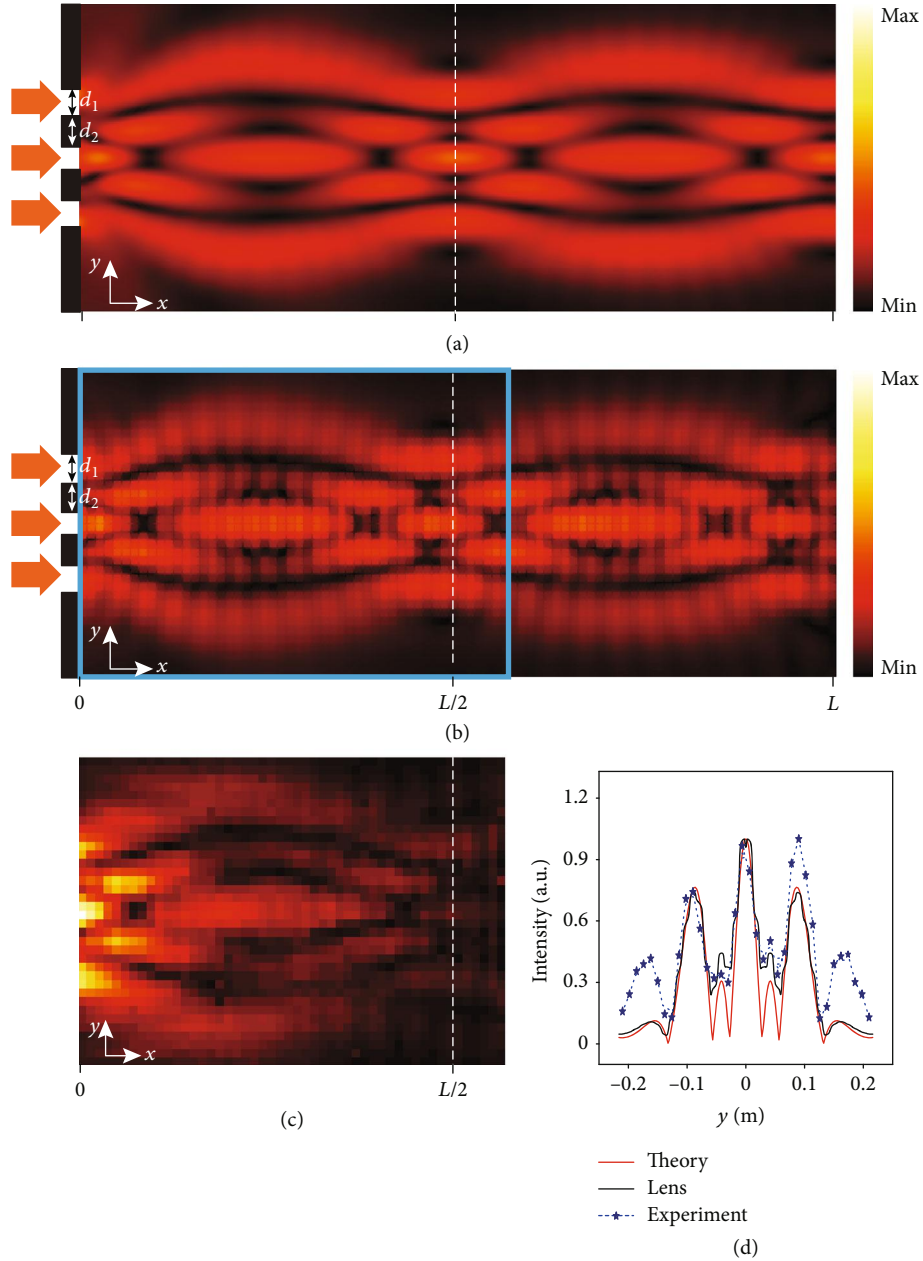 Max
d1
d2
y
x
Min
(a)
Max
d1
d2
y
x
Min
0 L/2 L
(b)
y
x
0 L/2
(c)
1.2
0.9
0.6
0.3
0
Intensity (a.u.)
−0.2 −0.1 0 0.1 0.2
y (m)
Theory
Lens
Experiment
(d)